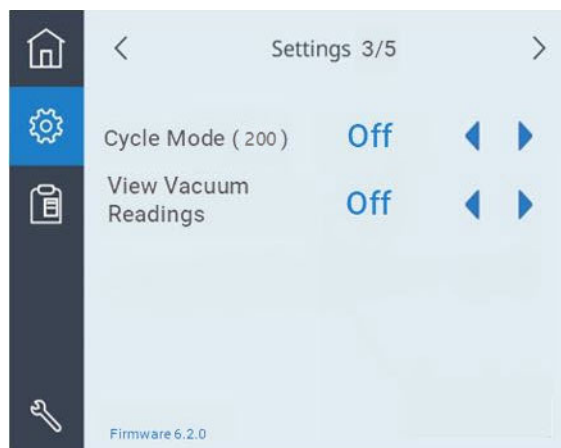 Settings 3/5
Cycle Mode ( 200 ) Off
View Vacuum
Readings Off
Firmware 6.2.0